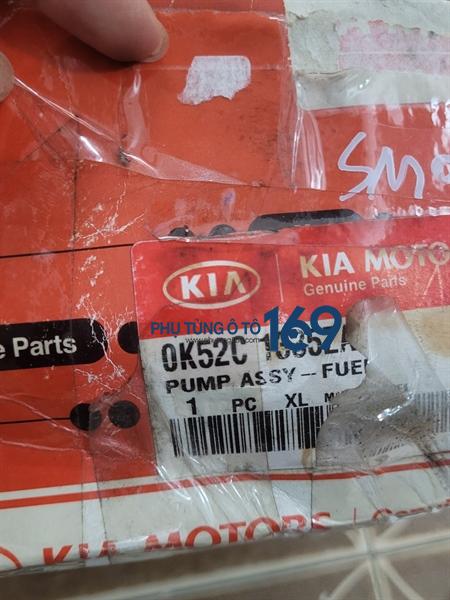 KIA
KIA MOTO
Genuine Parts
PHỤ TÙNG Ô TÔ 169
e Parts
0K52C
PUMP ASSY-FUE
1 PC XL
KIA MOTORS